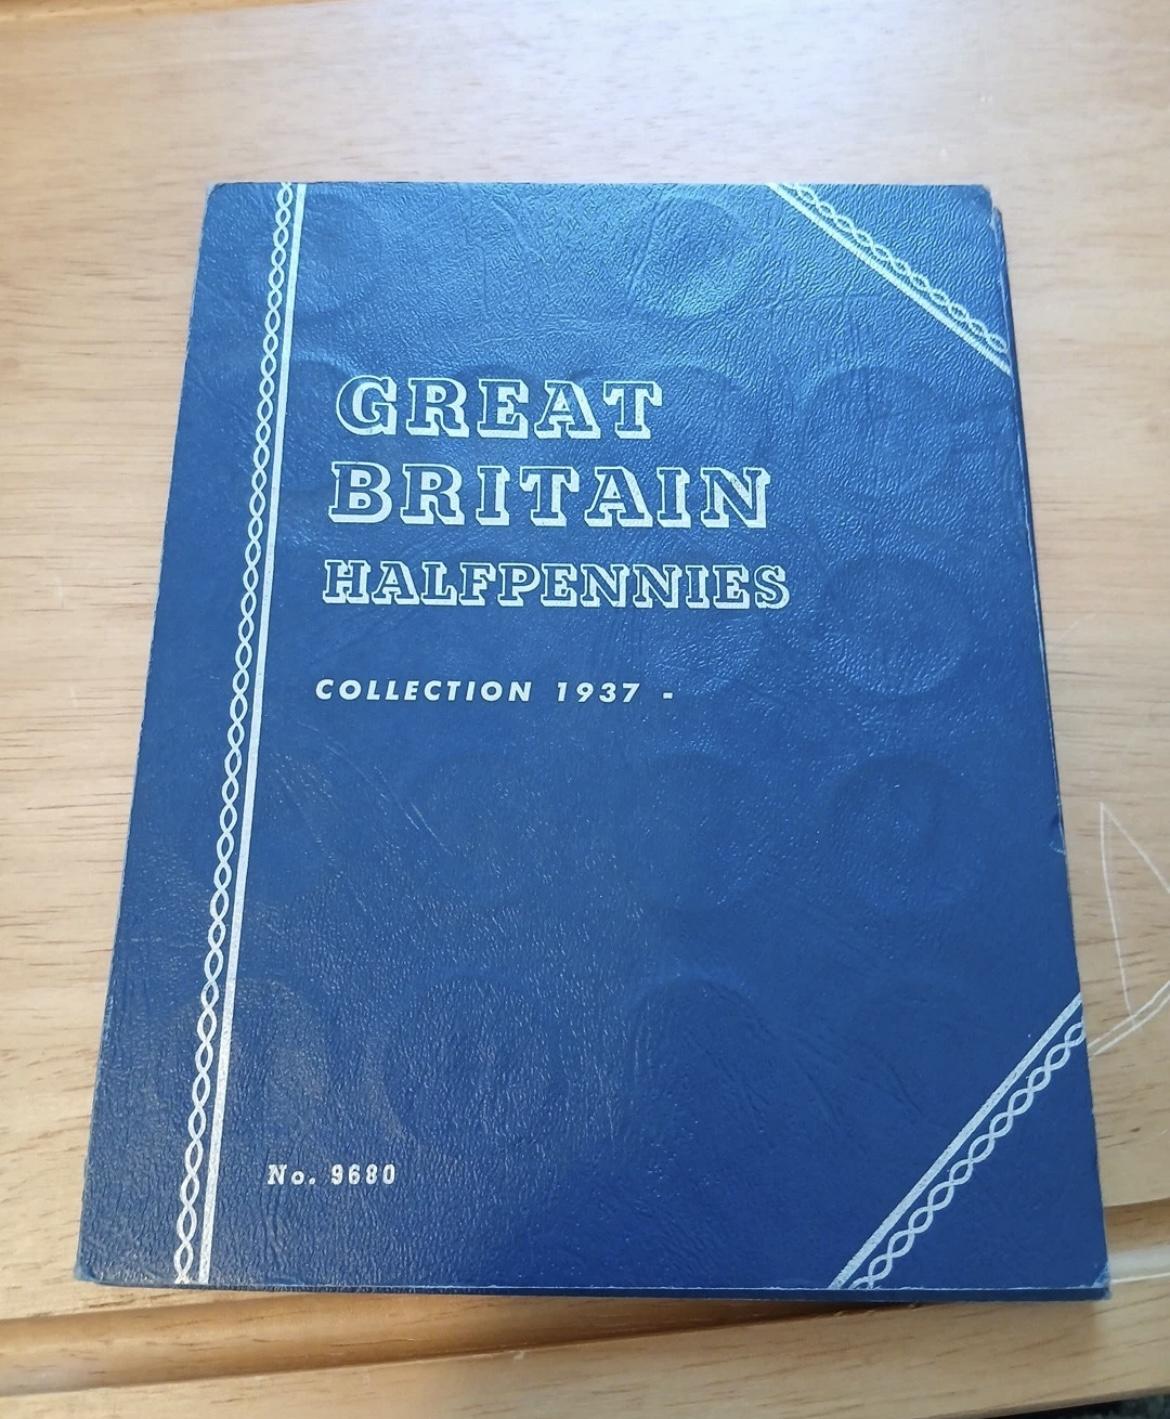 GREAT
BRITAIN
HALFPENNIES
COLLECTION 1937 -
No. 9680